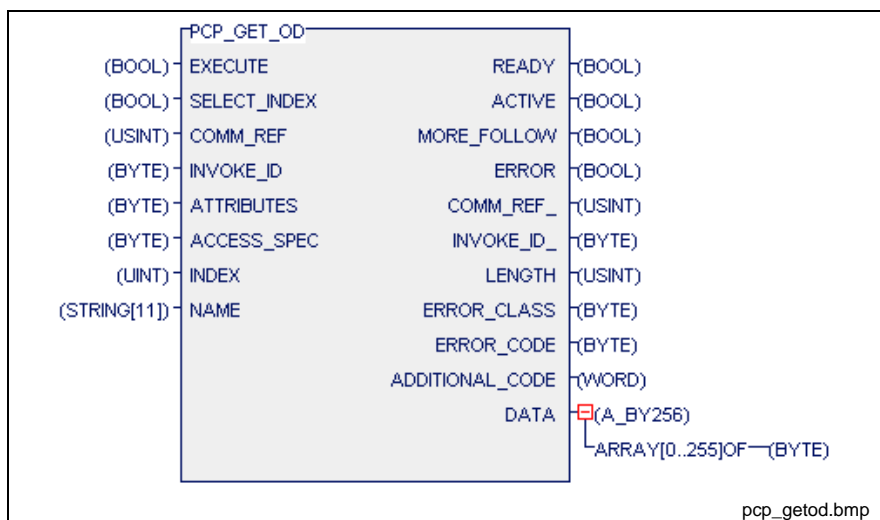 PCP_GET_OD
(BOOL) EXECUTE READY (BOOL)
(BOOL) SELECT_INDEX ACTIVE (BOOL)
(USINT) COMM_REF MORE_FOLLOW (BOOL)
(BYTE) INVOKE_ID ERROR (BOOL)
(BYTE) ATTRIBUTES COMM_REF_ (USINT)
(BYTE) ACCESS_SPEC INVOKE_ID_ (BYTE)
(UINT) INDEX LENGTH (USINT)
(STRING[11]) NAME ERROR_CLASS (BYTE)
ERROR_CODE (BYTE)
ADDITIONAL_CODE (WORD)
DATA (A_BY256)
ARRAY[0..255]OF (BYTE)
pcp_getod.bmp